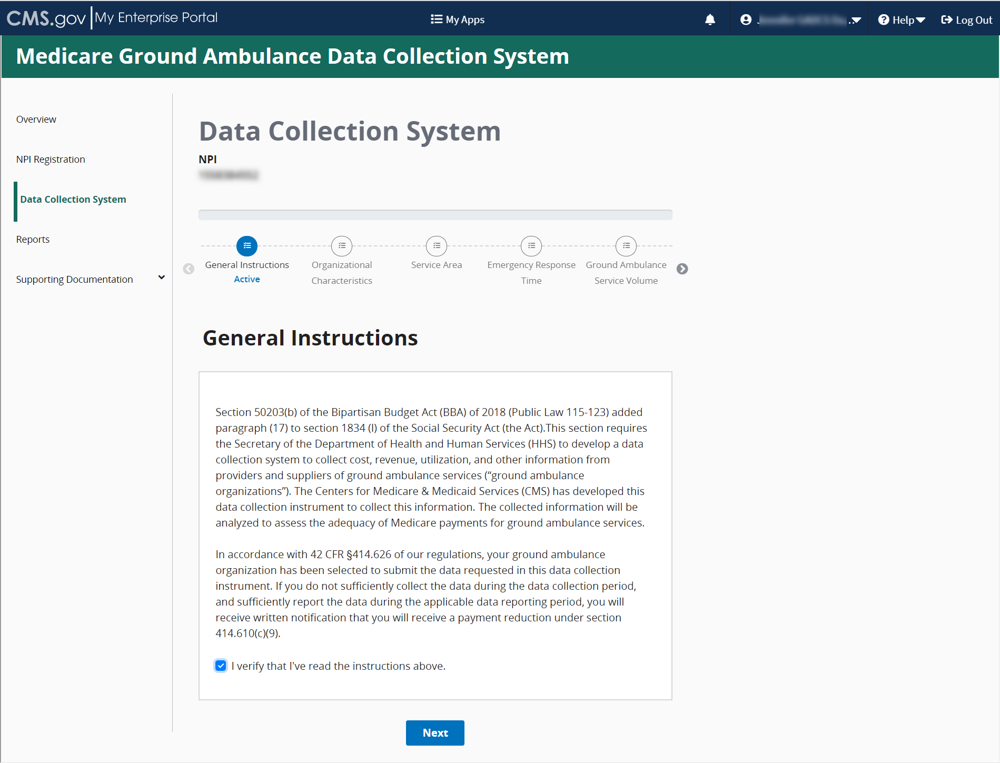 CMS.gov My Enterprise Portal
My Apps
Help
Log Out
Medicare Ground Ambulance Data Collection System
Overview
NPI Registration
Data Collection System
Reports
Supporting Documentation
Data Collection System
NPI
General Instructions
Active
Organizational
Characteristics
Service Area
Emergency Response
Time
Ground Ambulance
Service Volume
General Instructions
Section 50203(b) of the Bipartisan Budget Act (BBA) of 2018 (Public Law 115-123) added
paragraph (17) to section 1834 (l) of the Social Security Act (the Act).This section requires
the Secretary of the Department of Health and Human Services (HHS) to develop a data
collection system to collect cost, revenue, utilization, and other information from
providers and suppliers of ground ambulance services (“ground ambulance
organizations”). The Centers for Medicare & Medicaid Services (CMS) has developed this
data collection instrument to collect this information. The collected information will be
analyzed to assess the adequacy of Medicare payments for ground ambulance services.
In accordance with 42 CFR §414.626 of our regulations, your ground ambulance
organization has been selected to submit the data requested in this data collection
instrument. If you do not sufficiently collect the data during the data collection period,
and sufficiently report the data during the applicable data reporting period, you will
receive written notification that you will receive a payment reduction under section
414.610(c)(9).
I verify that I've read the instructions above.
Next